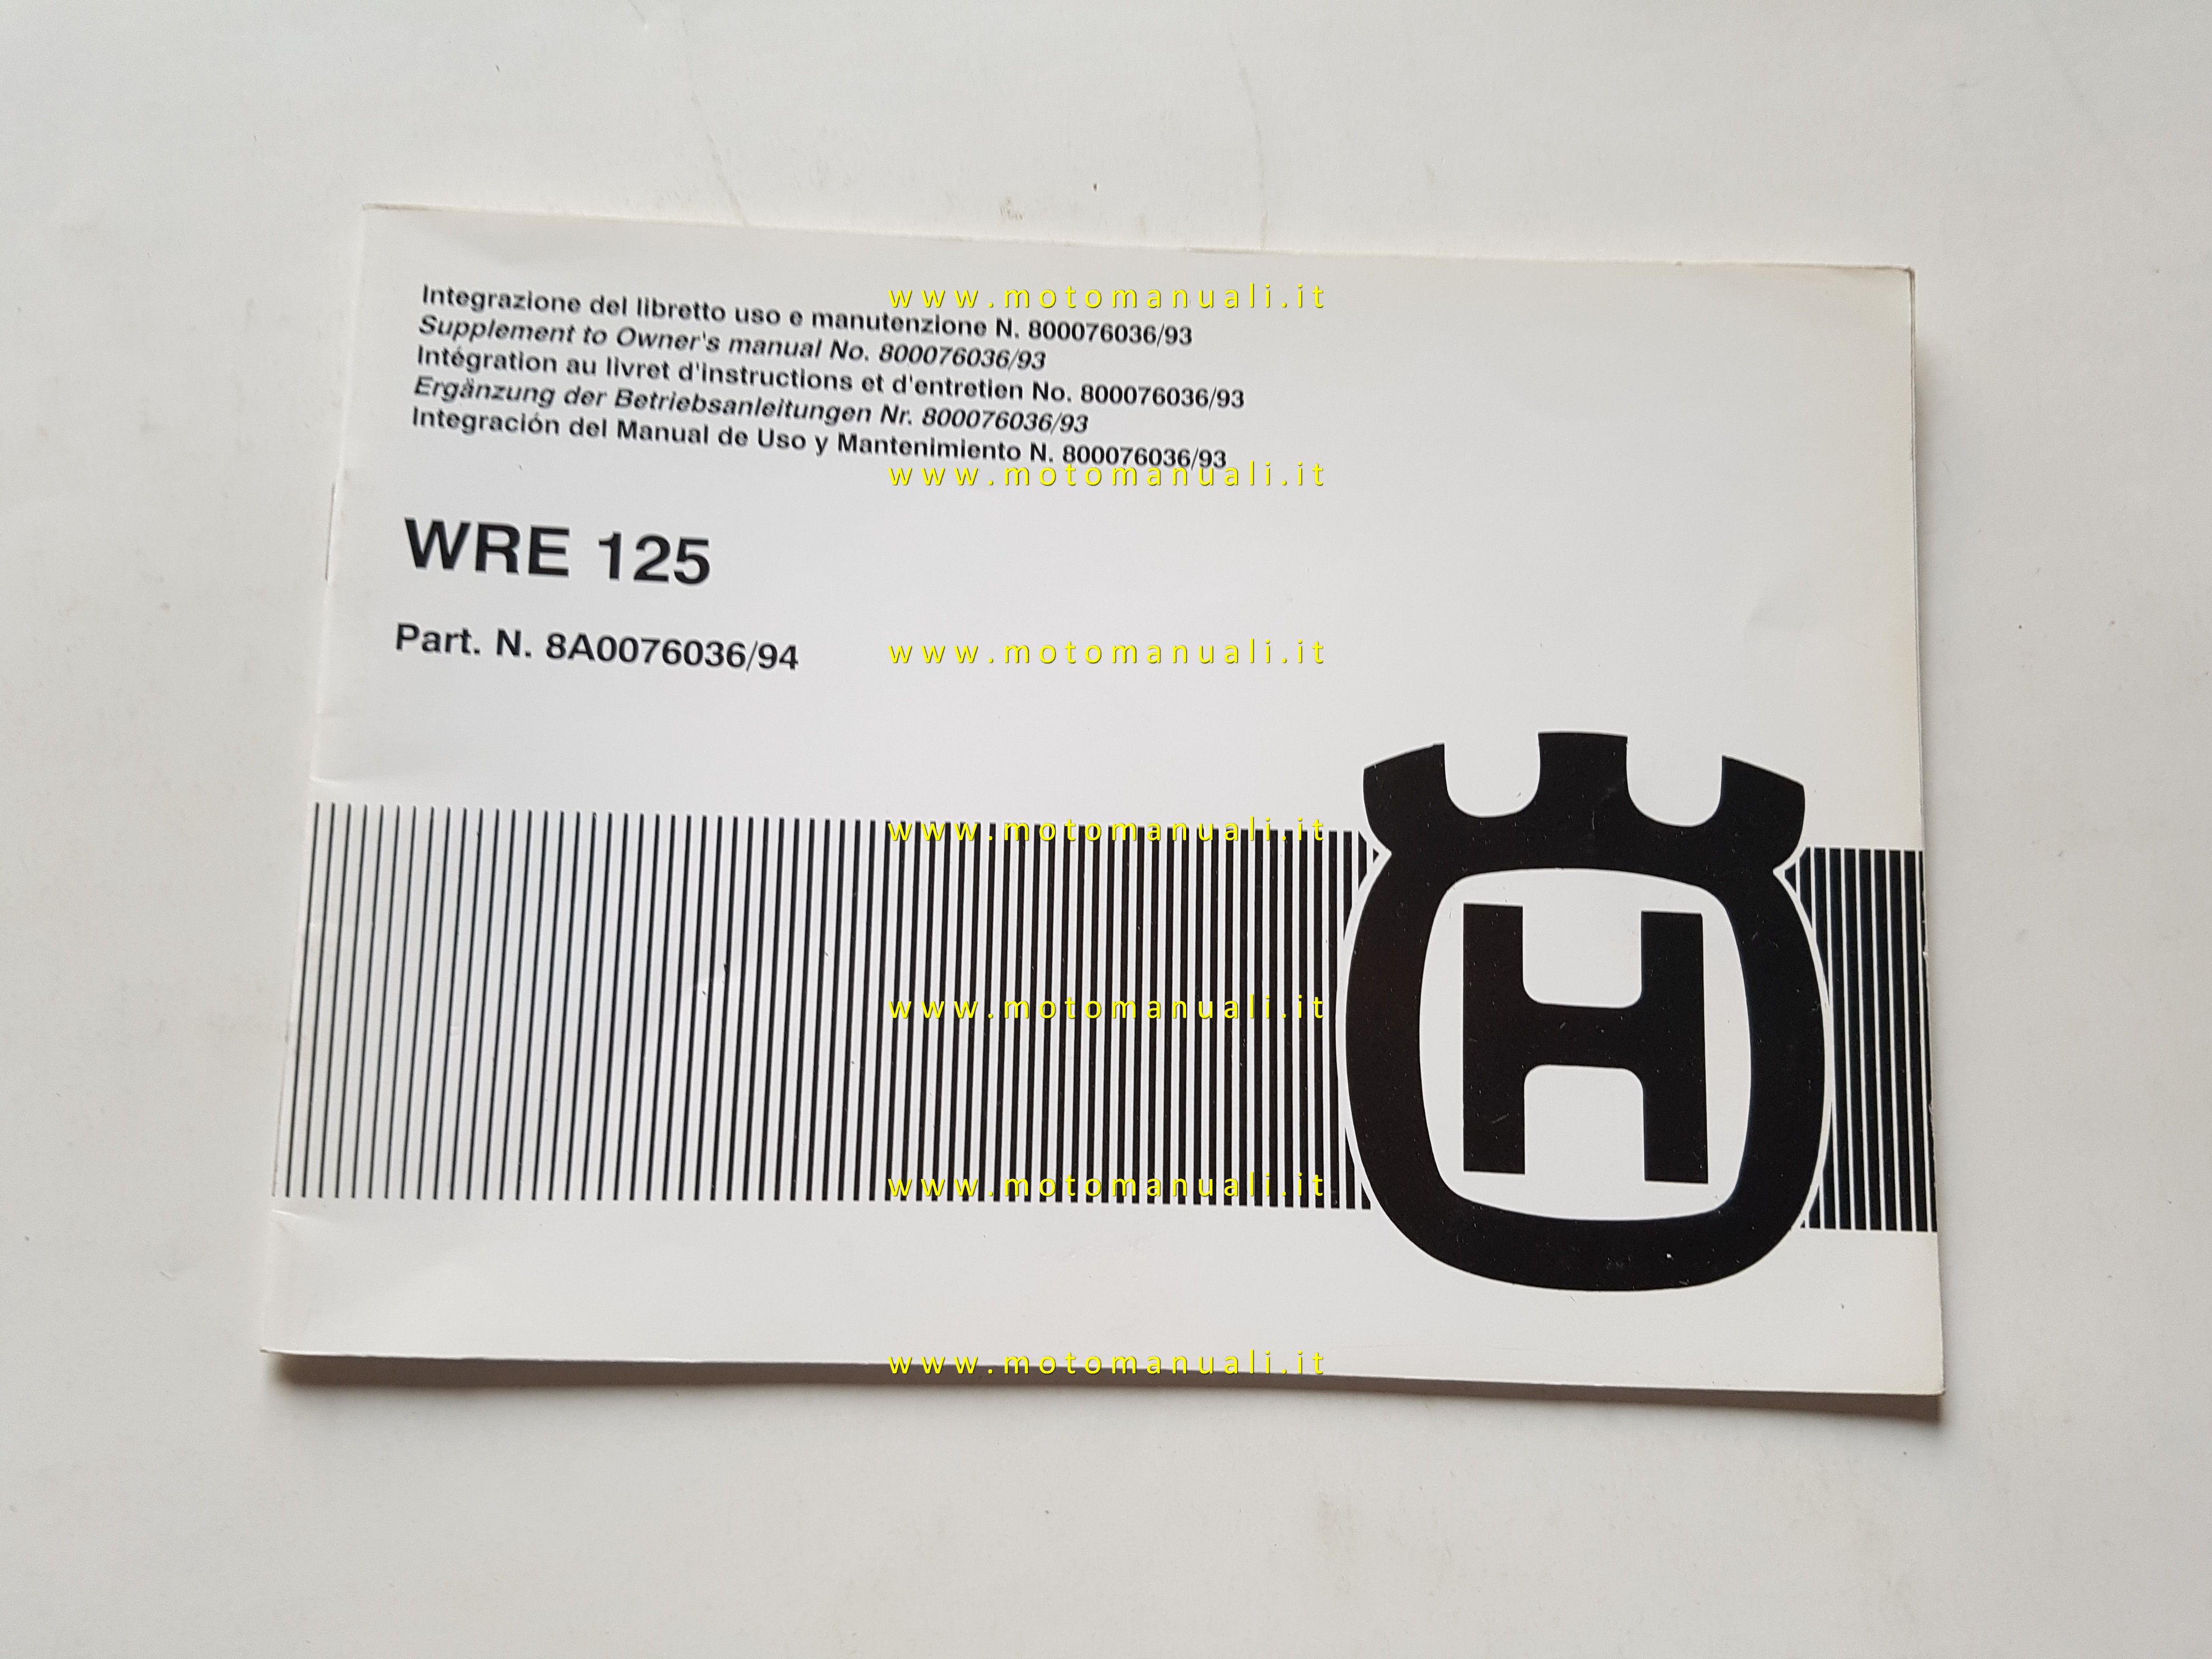 Integrazione del libretto uso e manutenzione N. 800076036/93
Supplement to Owner's manual No. 800076036/93
Intégration au livret d'instructions et d'entretien No. 800076036/93
Ergänzung der Betriebsanleitungen Nr. 800076036/93
Integración del Manual de Uso y Mantenimiento N. 800076036/93
WRE 125
Part. N. 8A0076036/94
H
www.motomanuali.it
www.motomanuali.it
www.motomanuali.it
www.motomanuali.it
www.motomanuali.it
www.motomanuali.it
www.motomanuali.it